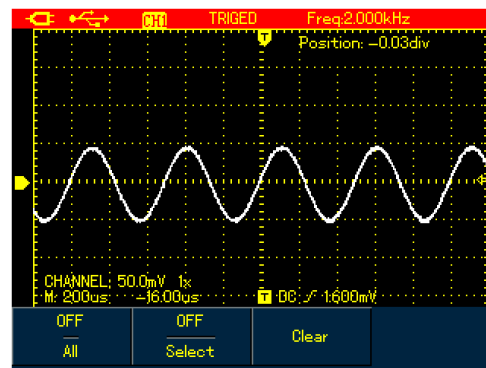 CH1 TRIGED Freq:2.000kHz
T
Position: -0.03div
CHANNEL; 50.0mV 1x
M: 200us -16.00us T DC 1.600mV
OFF OFF
All Select Clear